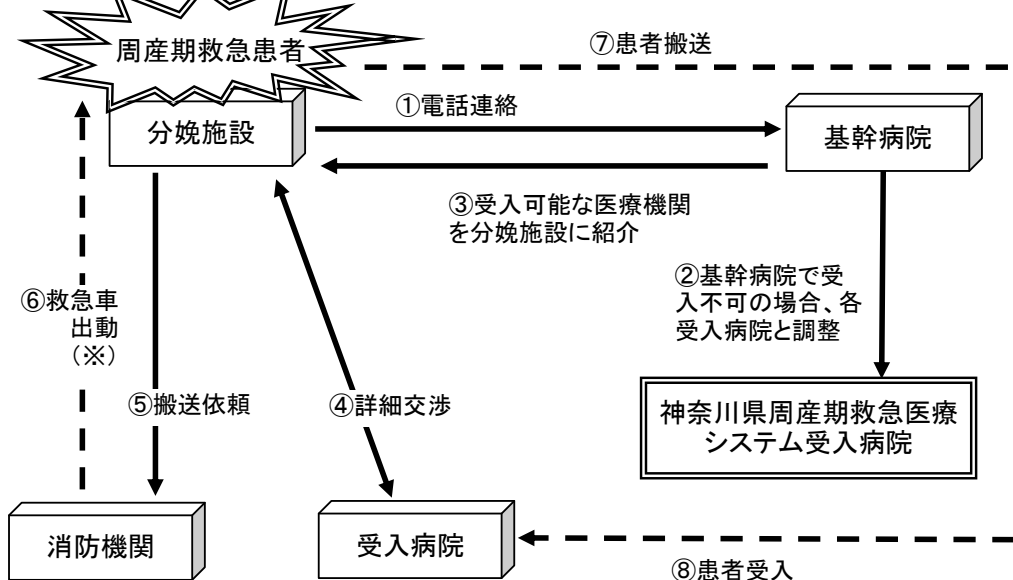 周産期救急患者
⑦患者搬送
①電話連絡
分娩施設
基幹病院
③受入可能な医療機関
を分娩施設に紹介
②基幹病院で受
入不可の場合、各
受入病院と調整
⑥救急車
出動
(※)
⑤搬送依頼
④詳細交渉
神奈川県周産期救急医療
システム受入病院
消防機関
受入病院
⑧患者受入